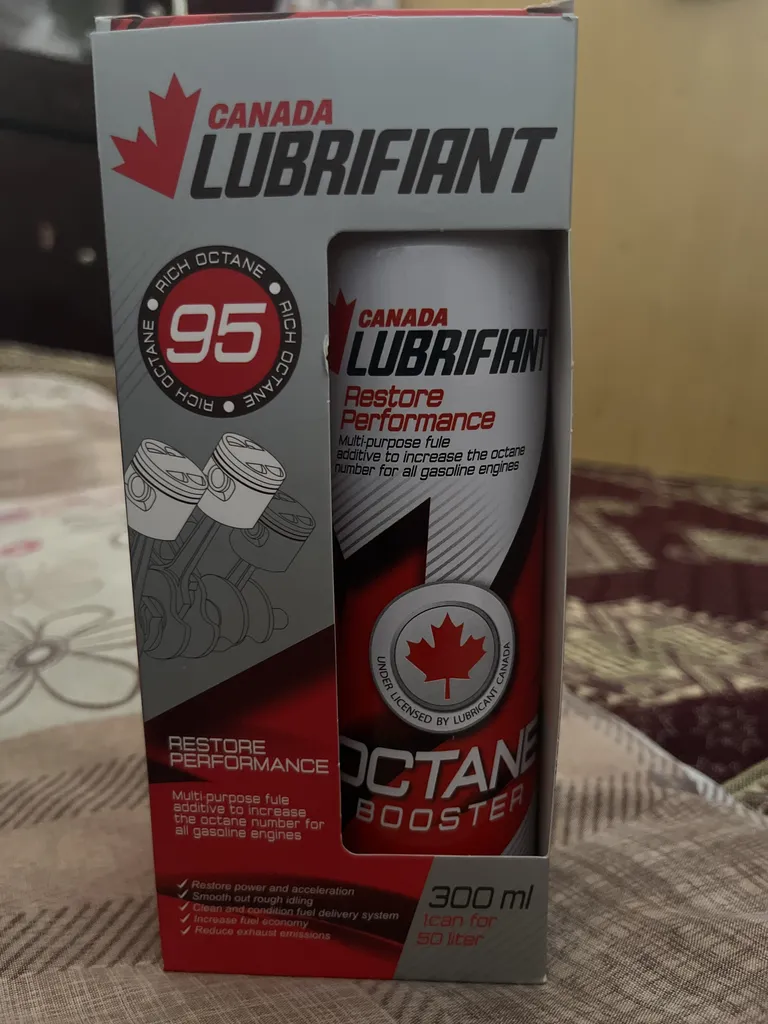 CANADA
LUBRIFIANT
RICH OCTANE • RICH OCTANE • RICH OCTANE •
95
CANADA
LUBRIFIANT
Restore
Performance
Multi-purpose fule
additive to increase the octane
number for all gasoline engines
UNDER LICENSED BY LUBRICANT CANADA
OCTANE
BOOSTER
RESTORE
PERFORMANCE
Multi-purpose fule
additive to increase
the octane number for
all gasoline engines
✓ Restore power and acceleration
✓ Smooth out rough idling
✓ Clean and condition fuel delivery system
✓ Increase fuel economy
✓ Reduce exhaust emissions
300 ml
1can for
50 liter